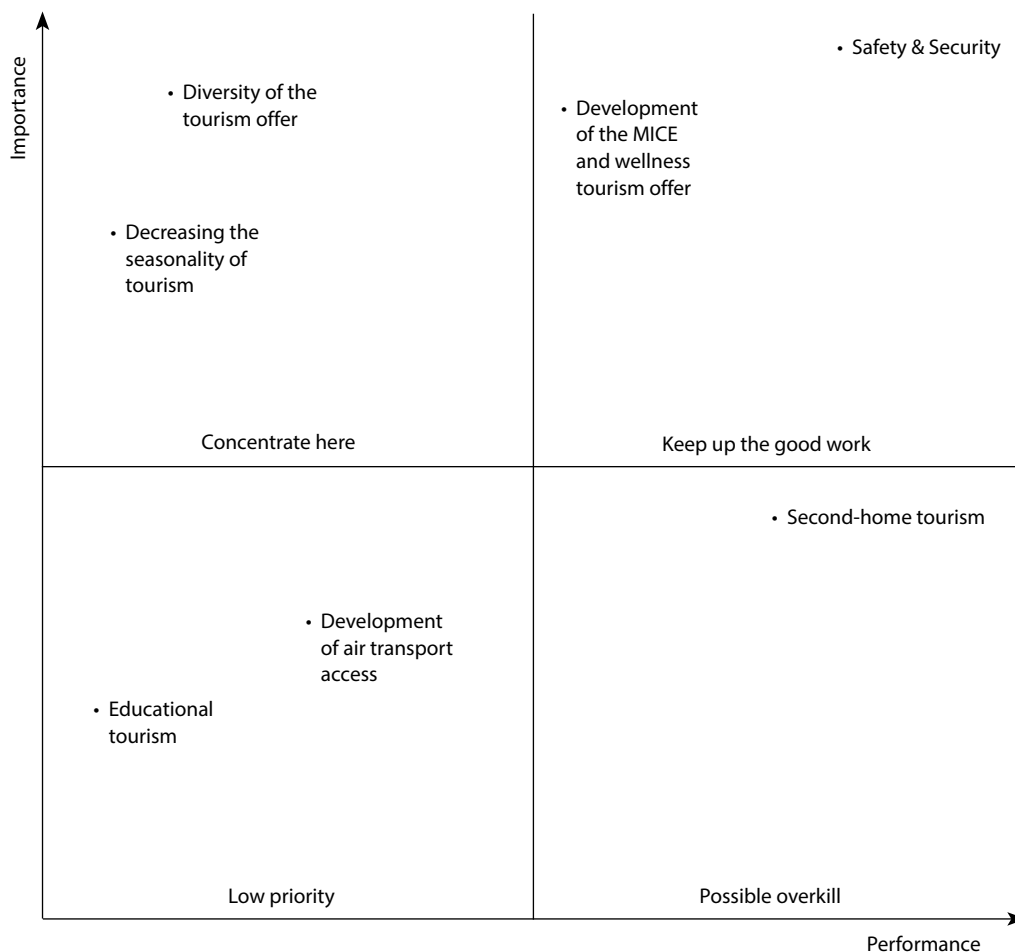 Importance
• Safety & Security
• Diversity of the
tourism offer
• Development
of the MICE
and wellness
tourism offer
• Decreasing the
seasonality of
tourism
Concentrate here
Keep up the good work
• Second-home tourism
• Development
of air transport
access
• Educational
tourism
Low priority
Possible overkill
Performance